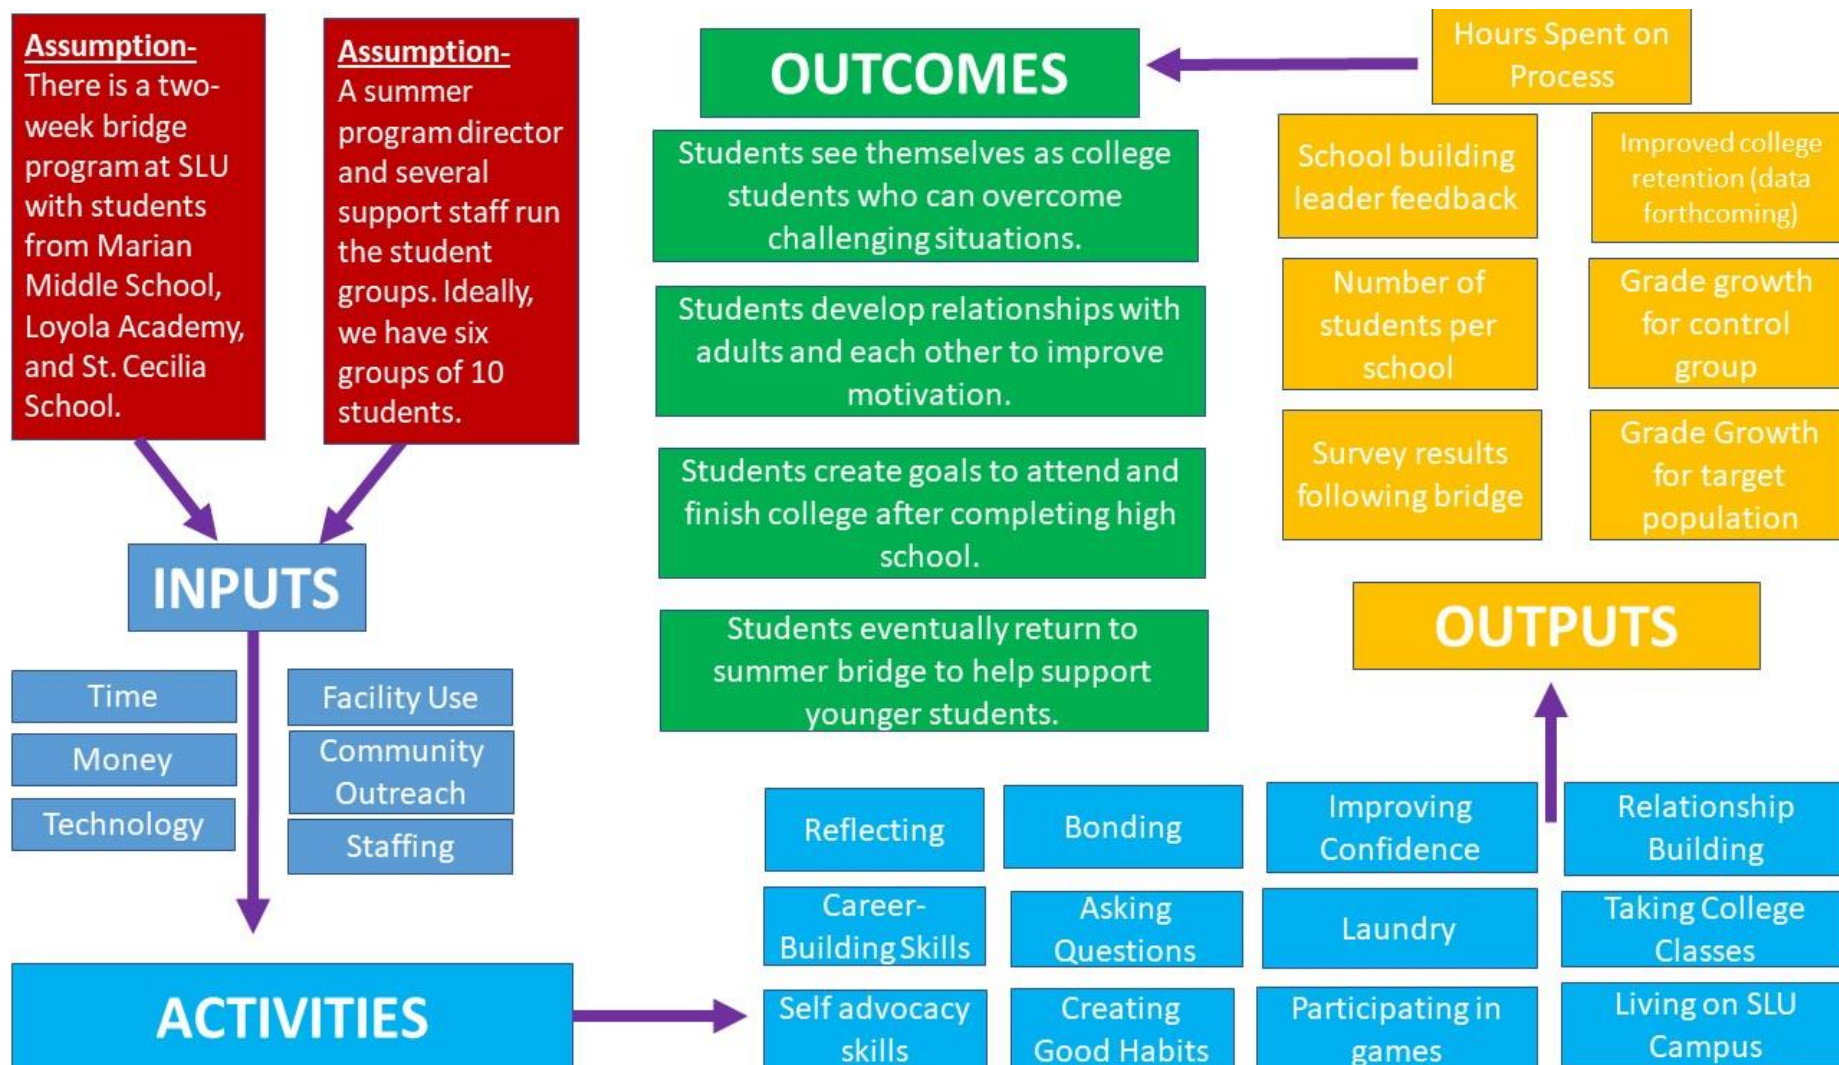 Assumption-
There is a two-
week bridge
program at SLU
with students
from Marian
Middle School,
Loyola Academy,
and St. Cecilia
School.
Assumption-
A summer
program director
and several
support staff run
the student
groups. Ideally,
we have six
groups of 10
students.
INPUTS
Time
Money
Technology
Facility Use
Community
Outreach
Staffing
ACTIVITIES
Reflecting
Bonding
Improving
Confidence
Relationship
Building
Career-
Building Skills
Asking
Questions
Laundry
Taking College
Classes
Self advocacy
skills
Creating
Good Habits
Participating in
games
Living on SLU
Campus
OUTPUTS
Hours Spent on
Process
School building
leader feedback
Improved college
retention (data
forthcoming)
Number of
students per
school
Grade growth
for control
group
Survey results
following bridge
Grade Growth
for target
population
OUTCOMES
Students see themselves as college
students who can overcome
challenging situations.
Students develop relationships with
adults and each other to improve
motivation.
Students create goals to attend and
finish college after completing high
school.
Students eventually return to
summer bridge to help support
younger students.